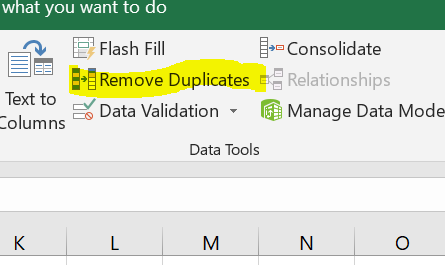 what you want to do
Flash Fill
Consolidate
Text to
Columns
Remove Duplicates
Relationships
Data Validation
Manage Data Mode
Data Tools
K L M N O